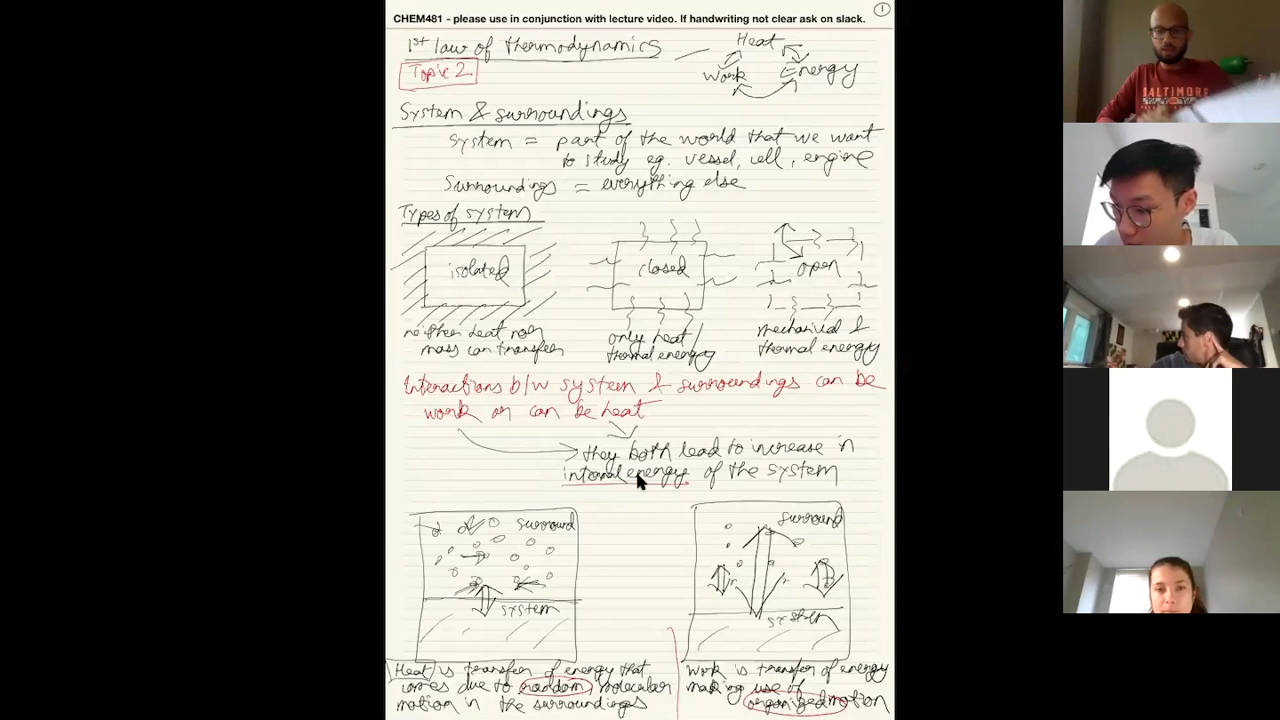 1
CHEM481 - please use in conjunction with lecture video. If handwriting not clear ask on slack.
1st law of thermodynamics
Heat
Work Energy
Topic 2
System & surroundings
System = part of the world that we want
to study eg. vessel, cell, engine
Surroundings = everything else
Types of system
isolated closed open
neither heat nor
mass can transfer
only heat/
thermal energy
mechanical &
thermal energy
Interactions b/w system & surroundings can be
work or can be heat
they both lead to increase in
internal energy of the system
surround
system
surround
system
Heat is transfer of energy that
comes due to random molecular
motion in the surroundings
Work is transfer of energy
making use of
organized motion
BALTIMORE